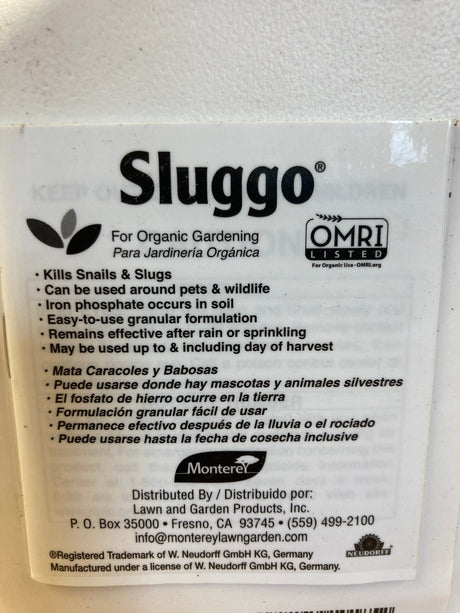 Sluggo®
For Organic Gardening
Para Jardinería Orgánica
OMRI
LISTED
For Organic Use - OMRI.org
· Kills Snails & Slugs
· Can be used around pets & wildlife
· Iron phosphate occurs in soil
· Easy-to-use granular formulation
· Remains effective after rain or sprinkling
· May be used up to & including day of harvest
· Mata Caracoles y Babosas
· Puede usarse donde hay mascotas y animales silvestres
· El fosfato de hierro ocurre en la tierra
· Formulación granular fácil de usar
· Permanece efectivo después de la lluvia o el rociado
· Puede usarse hasta la fecha de cosecha inclusive
Monterey
Distributed By / Distribuido por:
Lawn and Garden Products, Inc.
P. O. Box 35000 • Fresno, CA 93745 • (559) 499-2100
info@montereylawngarden.com
NEUDORFF
®Registered Trademark of W. Neudorff GmbH KG, Germany
Manufactured under a license of W. Neudorff GmbH KG, Germany.